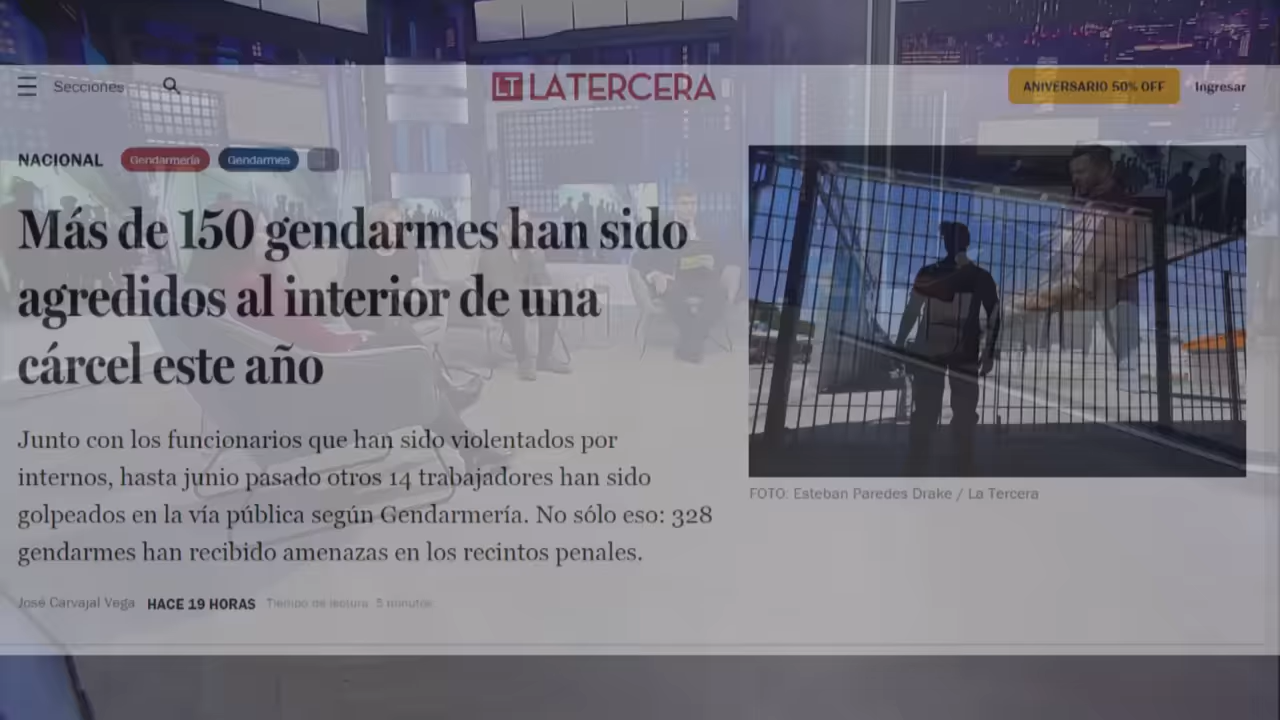 Secciones
LT LATERCERA
ANIVERSARIO 50% OFF
Ingresar
NACIONAL
Gendarmería
Gendarmes
Más de 150 gendarmes han sido
agredidos al interior de una
cárcel este año
Junto con los funcionarios que han sido violentados por
internos, hasta junio pasado otros 14 trabajadores han sido
golpeados en la vía pública según Gendarmería. No sólo eso: 328
gendarmes han recibido amenazas en los recintos penales.
José Carvajal Vega HACE 19 HORAS Tiempo de lectura: 5 minutos
FOTO: Esteban Paredes Drake / La Tercera